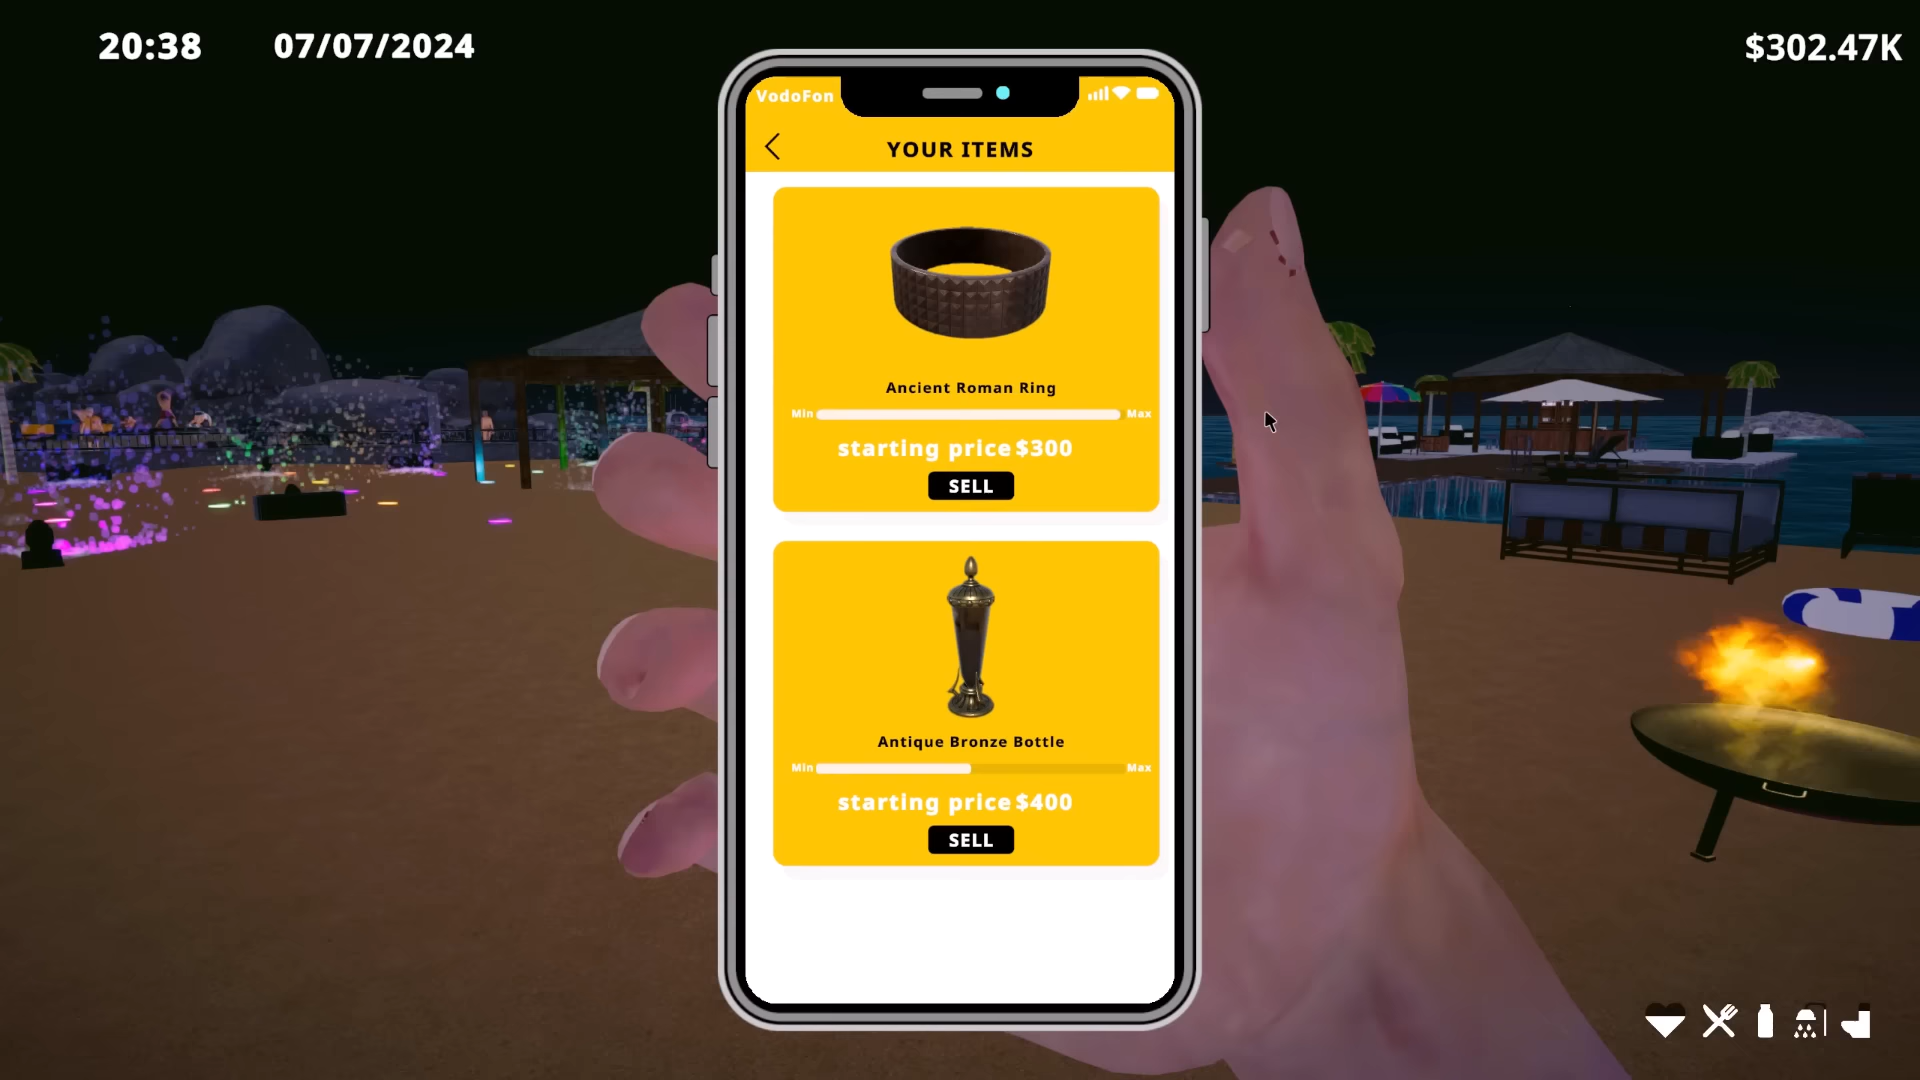 20:38 07/07/2024 $302.47K
VodoFon
YOUR ITEMS
Ancient Roman Ring
Min Max
starting price $300
SELL
Antique Bronze Bottle
Min Max
starting price $400
SELL